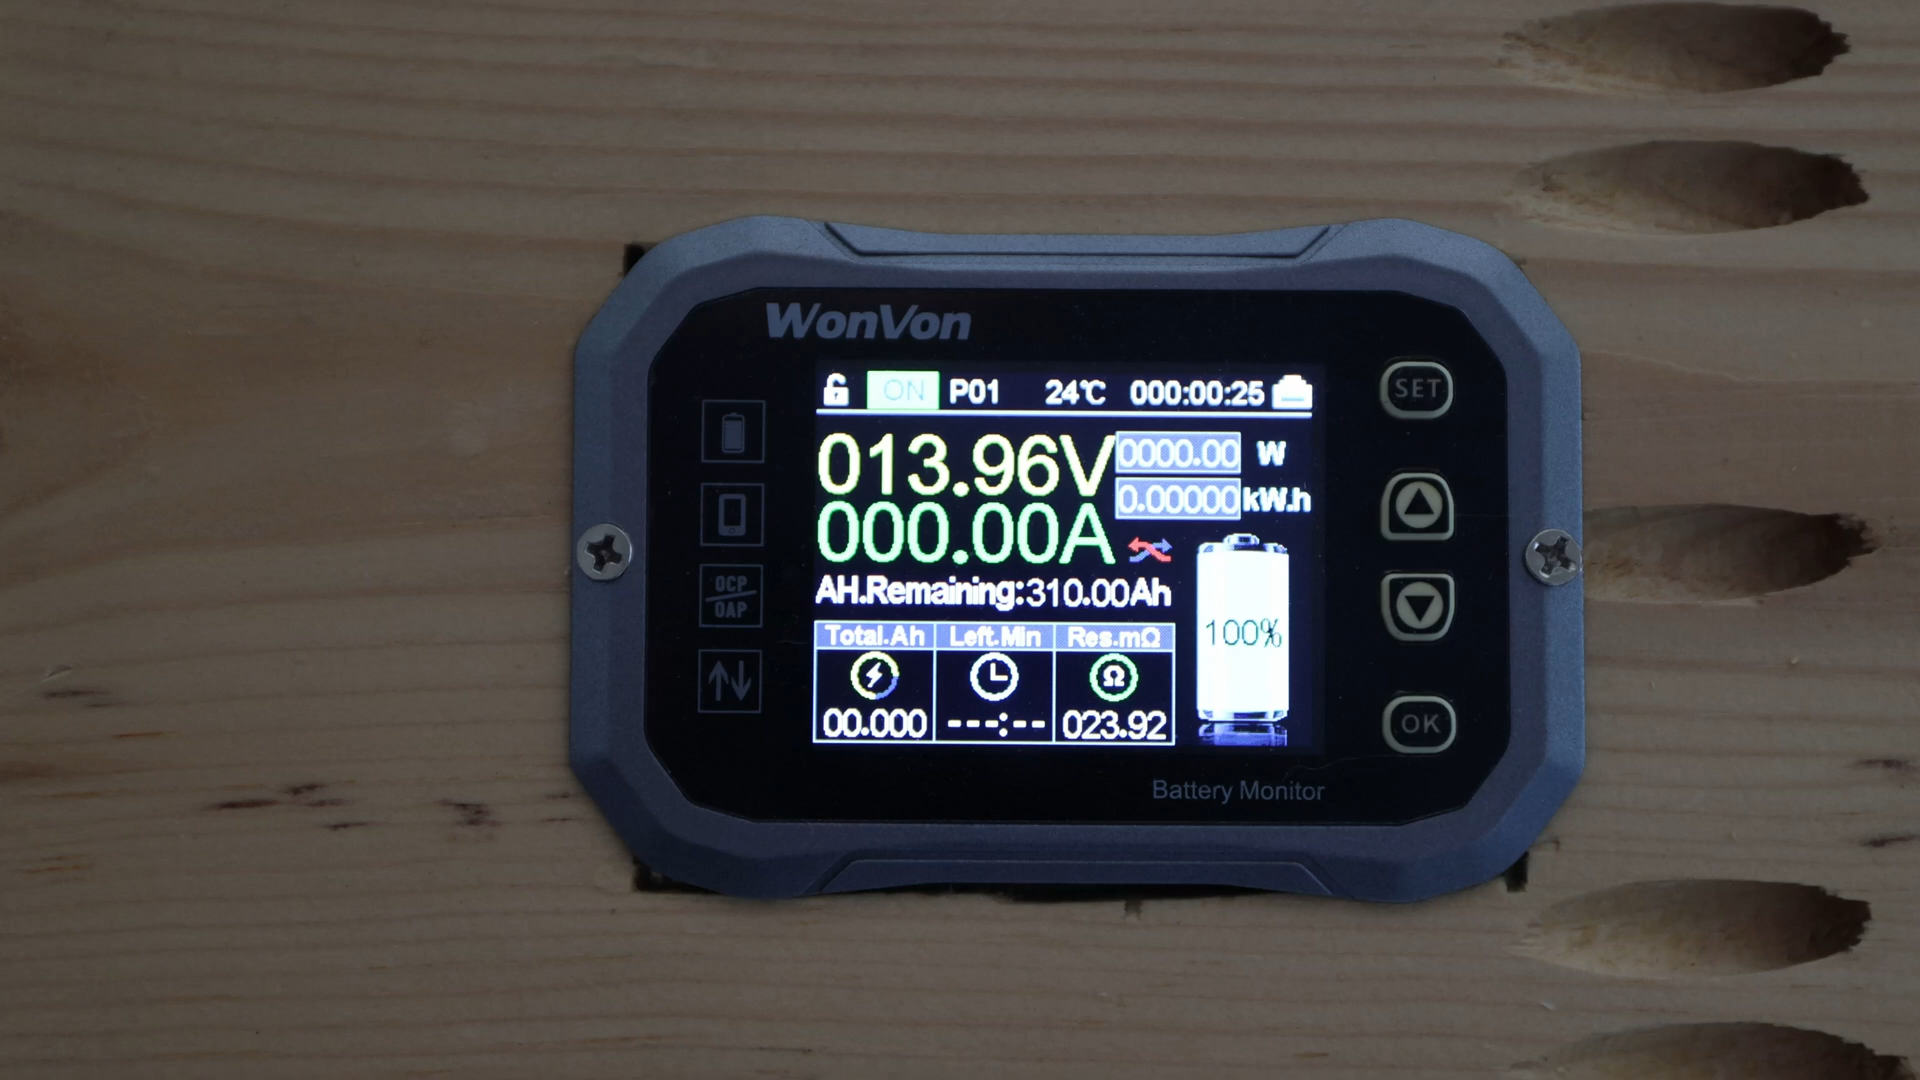 WonVon
ON P01 24℃ 000:00:25
013.96V 0000.00 W
0.00000 kW.h
000.00A
AH.Remaining:310.00Ah
Total.Ah Left.Min Res.mΩ
00.000 ---:-- 023.92
100%
OCP
OAP
SET
OK
Battery Monitor